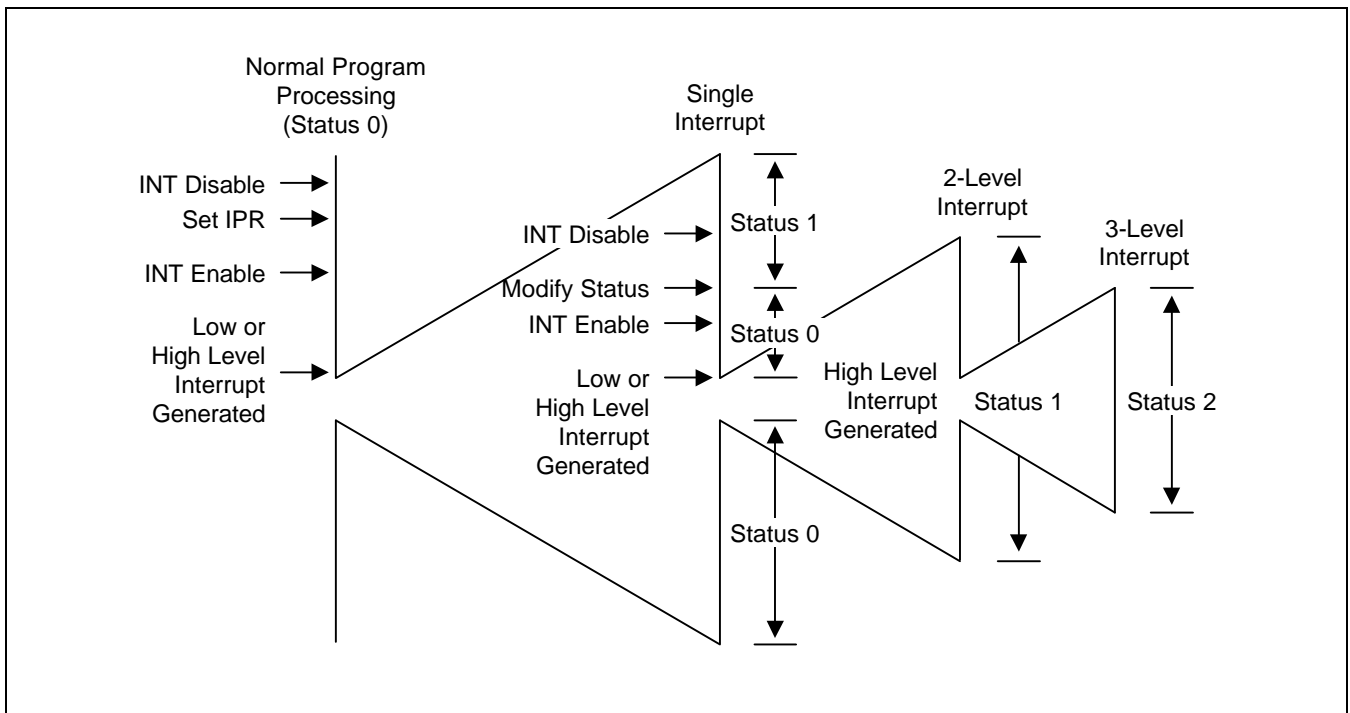 Normal Program
Processing
(Status 0)
INT Disable
Set IPR
INT Enable
Low or
High Level
Interrupt
Generated
Single
Interrupt
INT Disable
Modify Status
INT Enable
Low or
High Level
Interrupt
Generated
Status 1
Status 0
Status 0
2-Level
Interrupt
High Level
Interrupt
Generated
Status 1
3-Level
Interrupt
Status 2